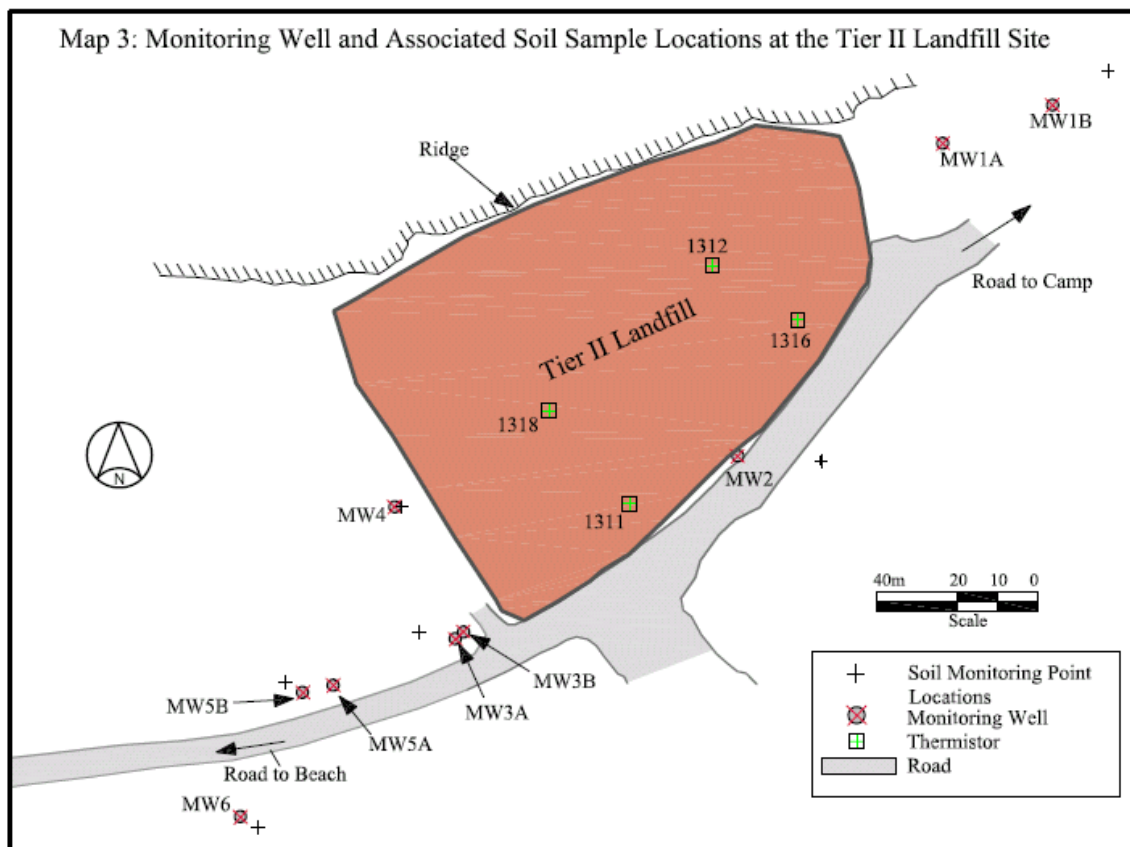 Map 3: Monitoring Well and Associated Soil Sample Locations at the Tier II Landfill Site
MW1B
MW1A
Ridge
1312
Road to Camp
1316
Tier II Landfill
1318
MW2
N
MW4
1311
40m 20 10 0
Scale
MW3B
MW3A
MW5B
MW5A
Road to Beach
MW6
Soil Monitoring Point
Locations
Monitoring Well
Thermistor
Road